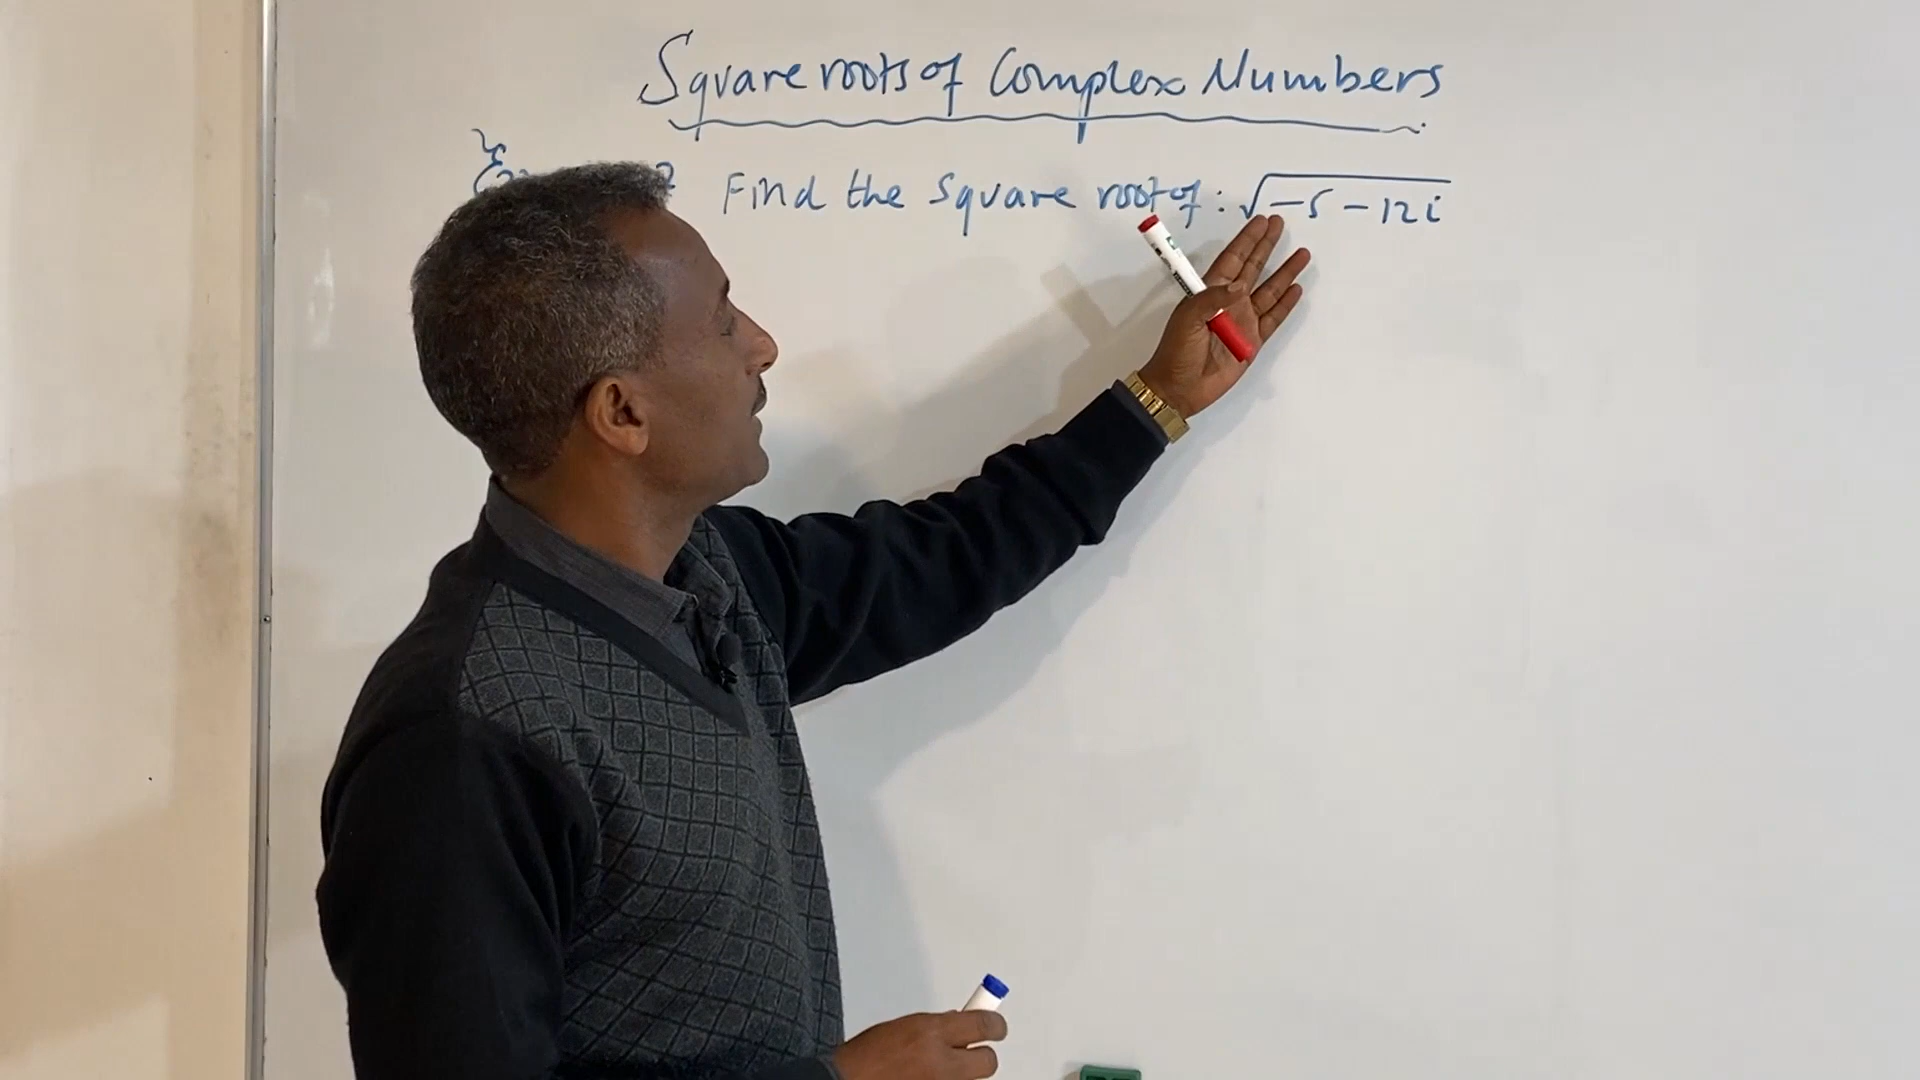 Square roots of Complex Numbers
Find the square root of : √-5 - 12i